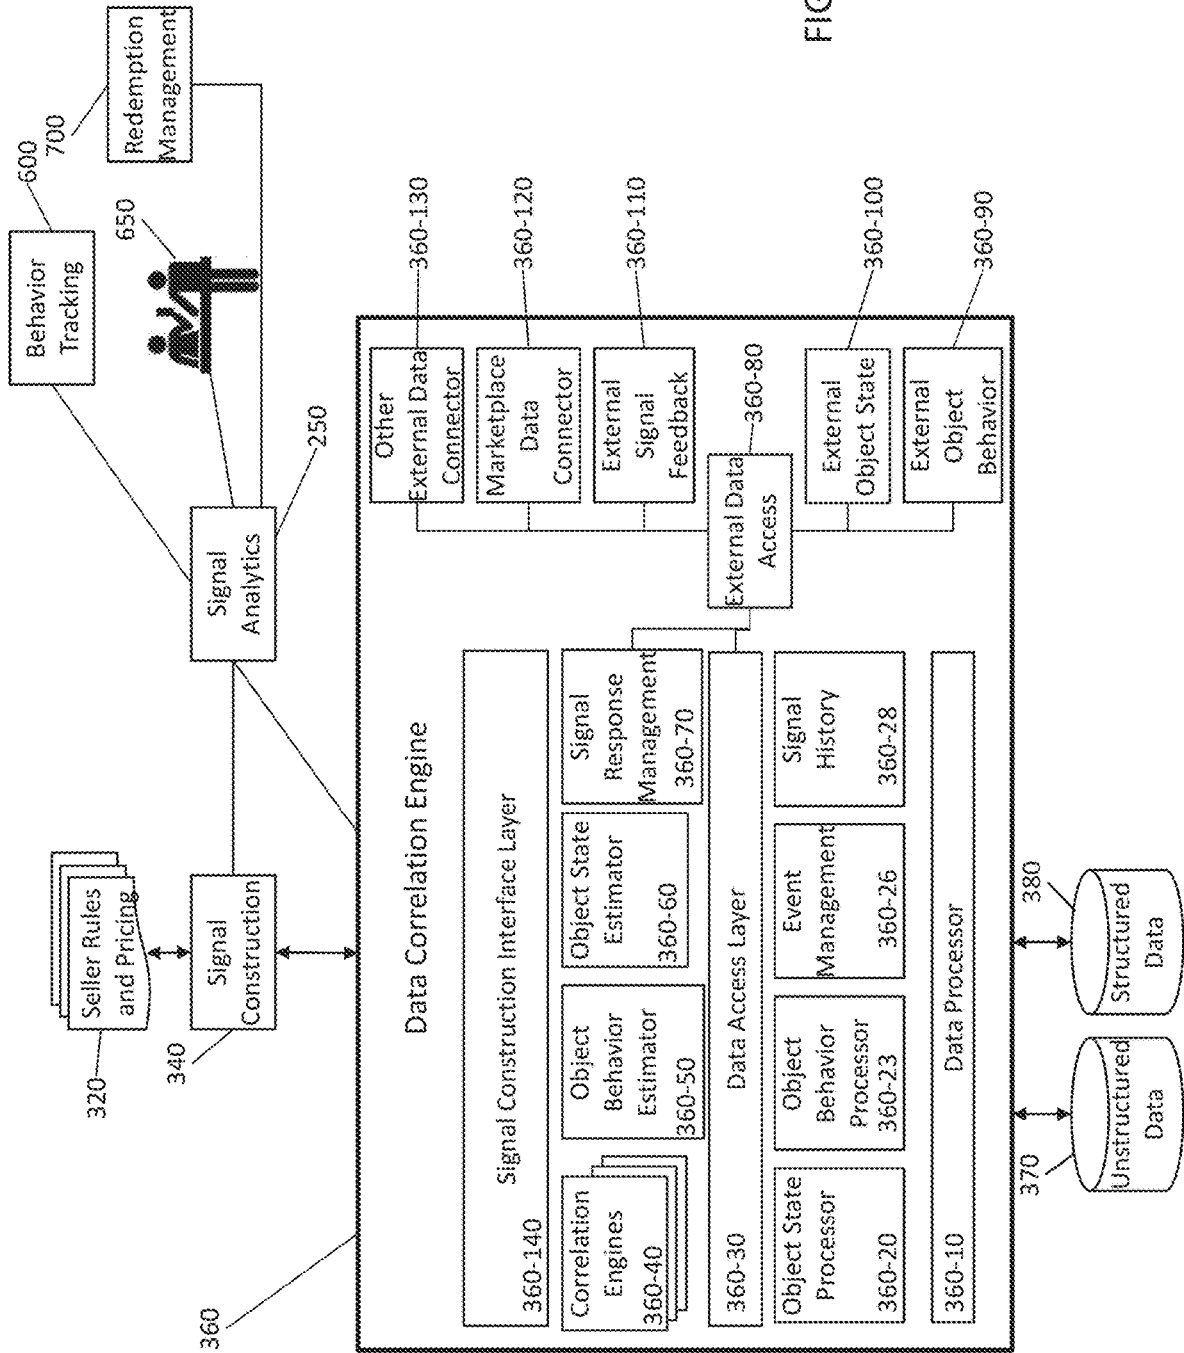 320
Seller Rules
and Pricing
340
Signal
Construction
Signal
Analytics
250
Behavior
Tracking
600
650
Redemption
Management
700
360
Data Correlation Engine
Signal Construction Interface Layer
360-140
Correlation
Engines
360-40
Object
Behavior
Estimator
360-50
Object State
Estimator
360-60
Signal
Response
Management
360-70
Data Access Layer
360-30
Object State
Processor
360-20
Object
Behavior
Processor
360-23
Event
Management
360-26
Signal
History
360-28
Data Processor
360-10
External Data
Access
360-80
Other
External Data
Connector
360-130
Marketplace
Data
Connector
360-120
External
Signal
Feedback
360-110
External
Object State
360-100
External
Object
Behavior
360-90
370
Unstructured
Data
380
Structured
Data
FIG